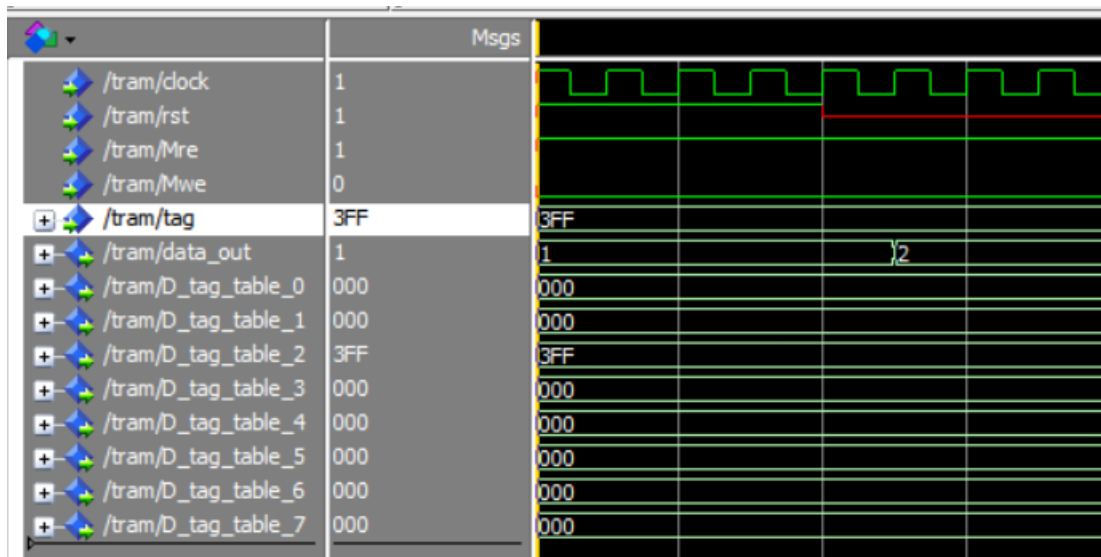 Msgs
/tram/clock 1
/tram/rst 1
/tram/Mre 1
/tram/Mwe 0
/tram/tag 3FF 3FF
/tram/data_out 1 1 2
/tram/D_tag_table_0 000 000
/tram/D_tag_table_1 000 000
/tram/D_tag_table_2 3FF 3FF
/tram/D_tag_table_3 000 000
/tram/D_tag_table_4 000 000
/tram/D_tag_table_5 000 000
/tram/D_tag_table_6 000 000
/tram/D_tag_table_7 000 000